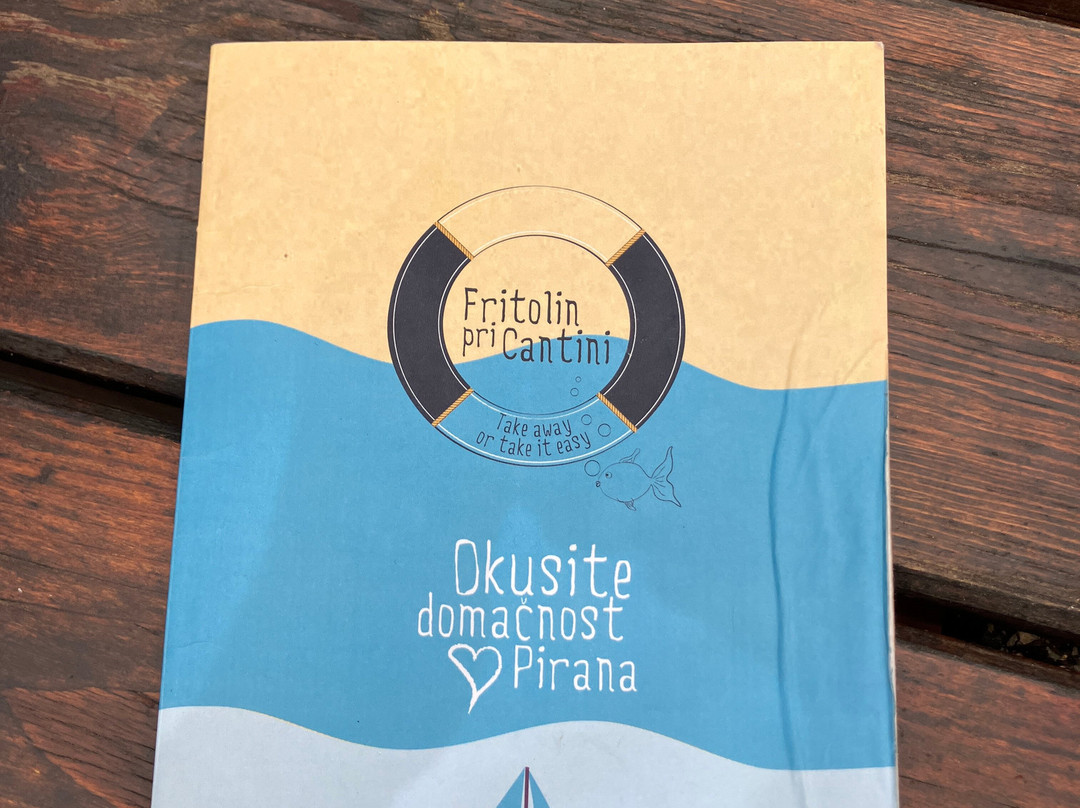 Fritolin
pri Cantini
Take away
or take it easy
Okusite
domačnost
Pirana